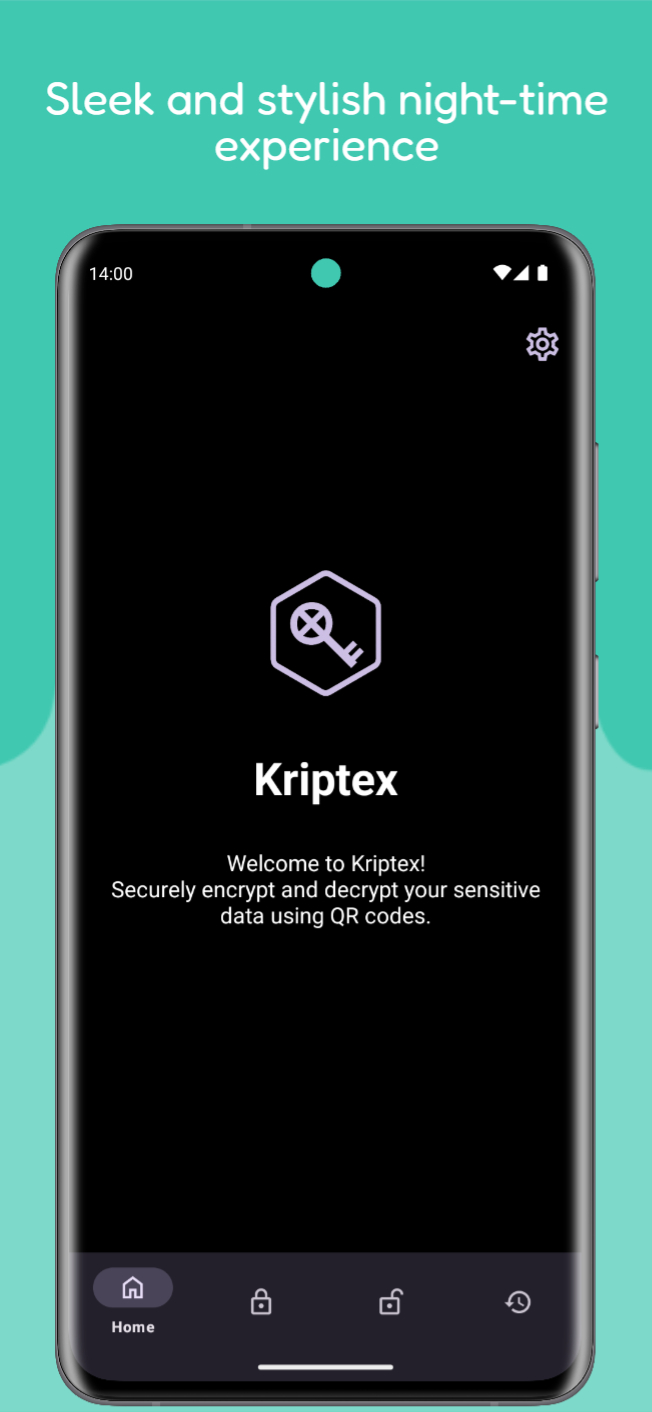 Sleek and stylish night-time
experience
14:00
Kriptex
Welcome to Kriptex!
Securely encrypt and decrypt your sensitive
data using QR codes.
Home